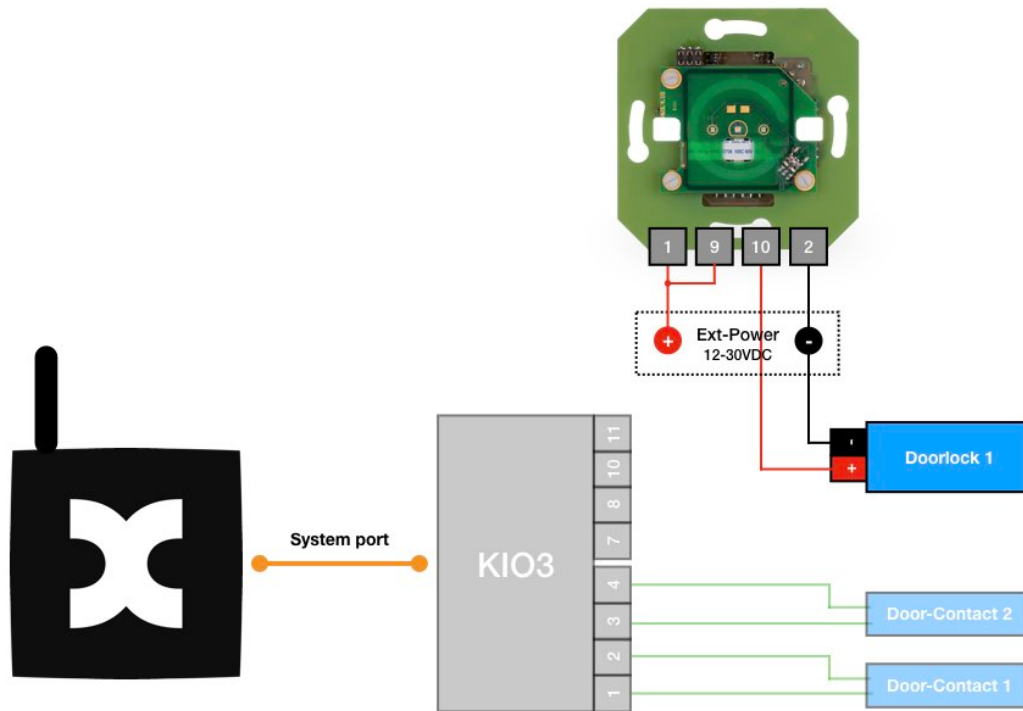 1
9
10
2
+
Ext-Power
12-30VDC
-
-
+
Doorlock 1
System port
KIO3
11
10
8
7
4
3
2
1
Door-Contact 2
Door-Contact 1